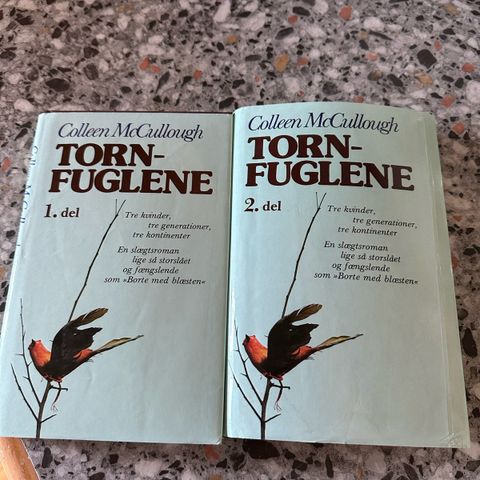 Colleen McCullough
TORN-
FUGLENE
1. del
Tre kvinder,
tre generationer,
tre kontinenter
En slægtsroman
lige så storslået
og fængslende
som »Borte med blæsten«
Colleen McCullough
TORN-
FUGLENE
2. del
Tre kvinder,
tre generationer,
tre kontinenter
En slægtsroman
lige så storslået
og fængslende
som »Borte med blæsten«